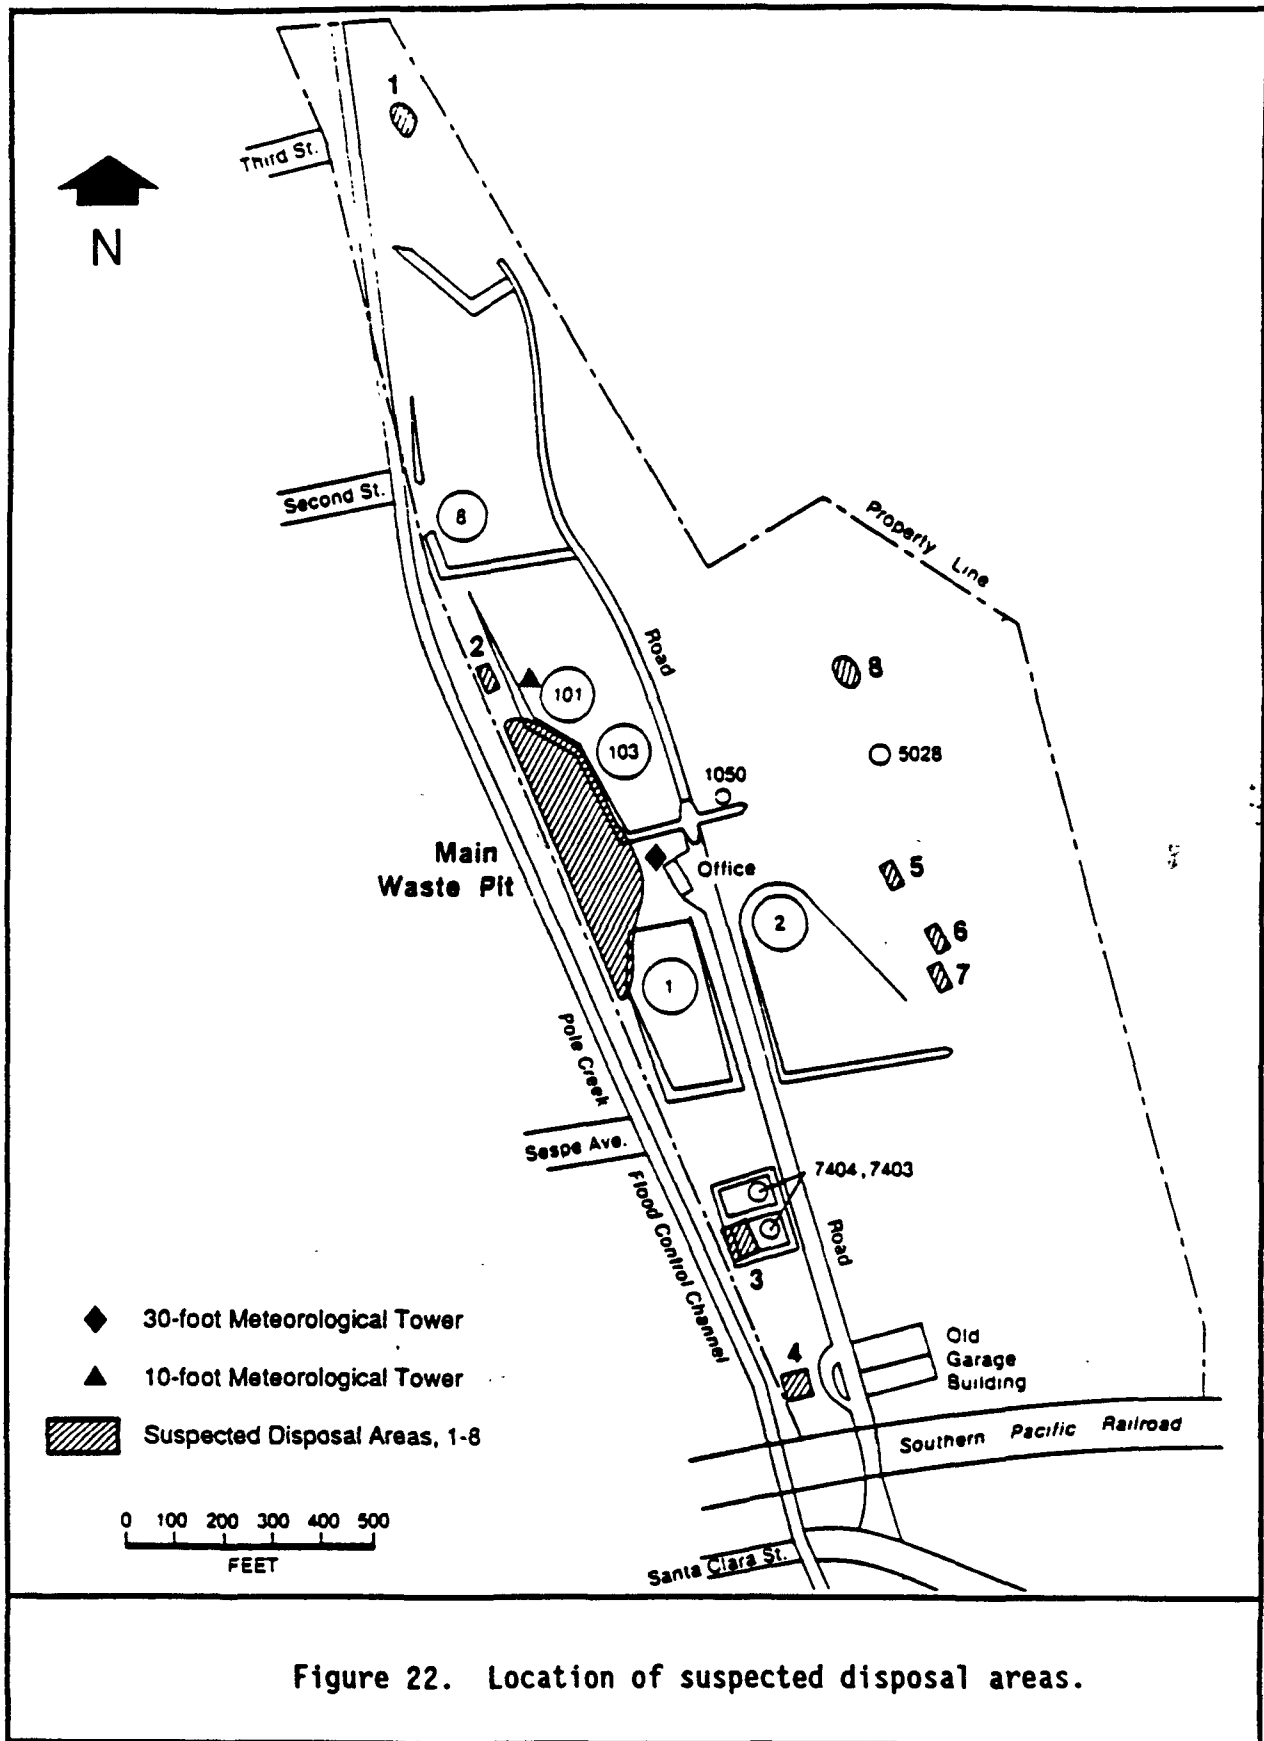 1
Third St.
N
Second St.
8
Property Line
Road
2
8
101
103
5028
1050
Main
Waste Pit
Office
5
2
6
7
1
Pole Creek
Sespe Ave.
7404, 7403
Flood Control Channel
Road
3
30-foot Meteorological Tower
4
Old
Garage
Building
10-foot Meteorological Tower
Suspected Disposal Areas, 1-8
Southern Pacific Railroad
0 100 200 300 400 500
FEET
Santa Clara St.
Figure 22. Location of suspected disposal areas.